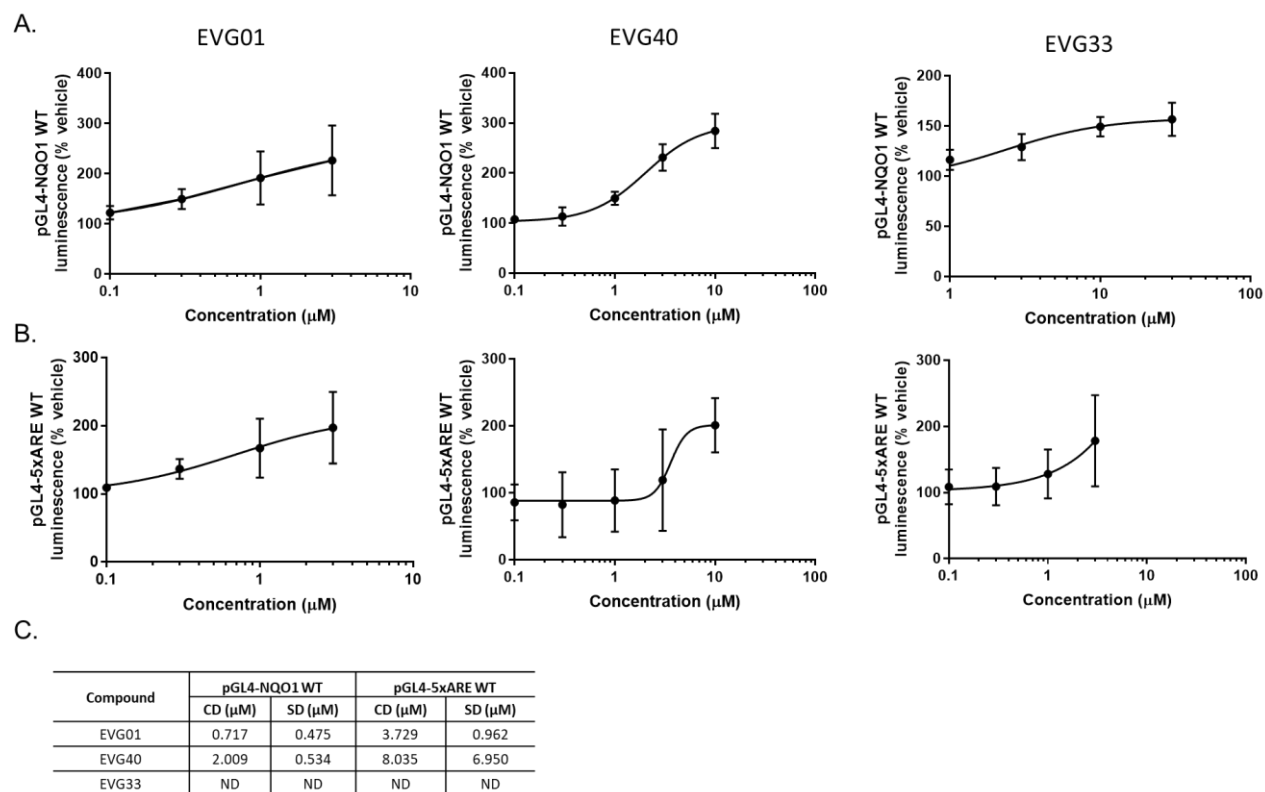 A.
EVG01
EVG40
EVG33
pGL4-NQO1 WT
luminescence (% vehicle)
400
300
200
100
0
0.1
1
10
Concentration (µM)
pGL4-NQO1 WT
luminescence (% vehicle)
400
300
200
100
0
0.1
1
10
100
Concentration (µM)
pGL4-NQO1 WT
luminescence (% vehicle)
200
150
100
50
0
1
10
100
Concentration (µM)
B.
pGL4-5xARE WT
luminescence (% vehicle)
300
200
100
0
0.1
1
10
Concentration (µM)
pGL4-5xARE WT
luminescence (% vehicle)
300
200
100
0
0.1
1
10
100
Concentration (µM)
pGL4-5xARE WT
luminescence (% vehicle)
300
200
100
0
0.1
1
10
100
Concentration (µM)
C.
Compound pGL4-NQO1 WT pGL4-5xARE WT
CD (µM) SD (µM) CD (µM) SD (µM)
EVG01 0.717 0.475 3.729 0.962
EVG40 2.009 0.534 8.035 6.950
EVG33 ND ND ND ND